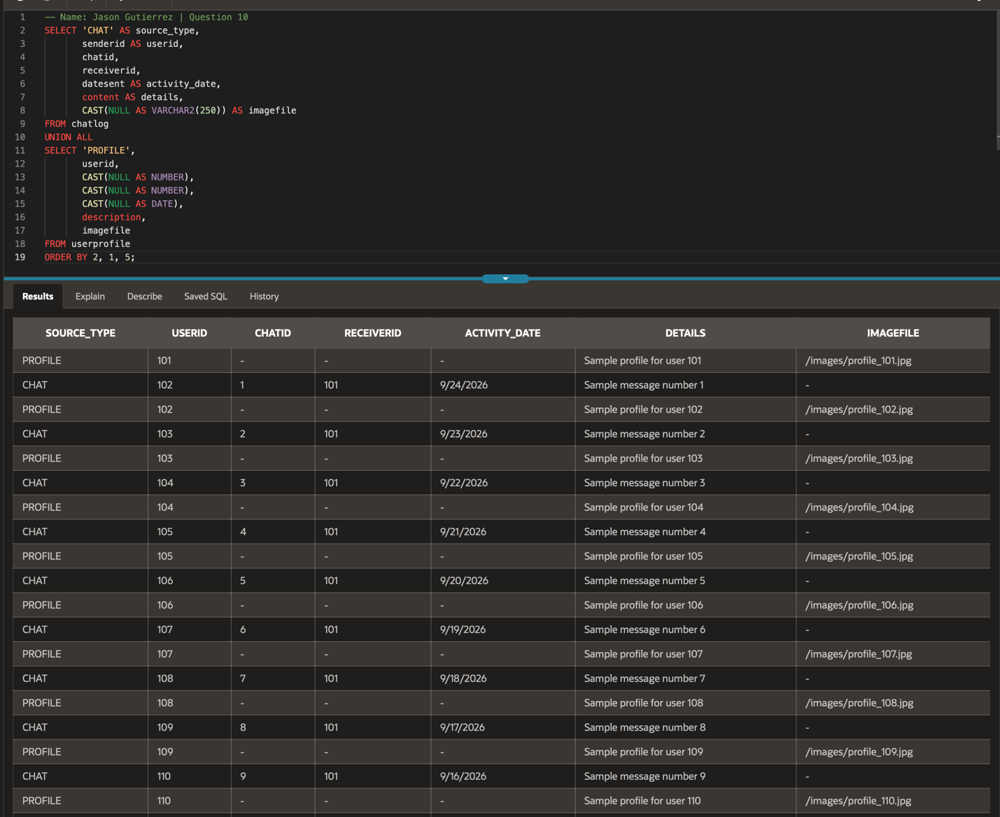 1 -- Name: Jason Gutierrez | Question 10
2 SELECT 'CHAT' AS source_type,
3 senderid AS userid,
4 chatid,
5 receiverid,
6 datesent AS activity_date,
7 content AS details,
8 CAST(NULL AS VARCHAR2(250)) AS imagefile
9 FROM chatlog
10 UNION ALL
11 SELECT 'PROFILE',
12 userid,
13 CAST(NULL AS NUMBER),
14 CAST(NULL AS NUMBER),
15 CAST(NULL AS DATE),
16 description,
17 imagefile
18 FROM userprofile
19 ORDER BY 2, 1, 5;
Results Explain Describe Saved SQL History
SOURCE_TYPE USERID CHATID RECEIVERID ACTIVITY_DATE DETAILS IMAGEFILE
PROFILE 101 - - - Sample profile for user 101 /images/profile_101.jpg
CHAT 102 1 101 9/24/2026 Sample message number 1 -
PROFILE 102 - - - Sample profile for user 102 /images/profile_102.jpg
CHAT 103 2 101 9/23/2026 Sample message number 2 -
PROFILE 103 - - - Sample profile for user 103 /images/profile_103.jpg
CHAT 104 3 101 9/22/2026 Sample message number 3 -
PROFILE 104 - - - Sample profile for user 104 /images/profile_104.jpg
CHAT 105 4 101 9/21/2026 Sample message number 4 -
PROFILE 105 - - - Sample profile for user 105 /images/profile_105.jpg
CHAT 106 5 101 9/20/2026 Sample message number 5 -
PROFILE 106 - - - Sample profile for user 106 /images/profile_106.jpg
CHAT 107 6 101 9/19/2026 Sample message number 6 -
PROFILE 107 - - - Sample profile for user 107 /images/profile_107.jpg
CHAT 108 7 101 9/18/2026 Sample message number 7 -
PROFILE 108 - - - Sample profile for user 108 /images/profile_108.jpg
CHAT 109 8 101 9/17/2026 Sample message number 8 -
PROFILE 109 - - - Sample profile for user 109 /images/profile_109.jpg
CHAT 110 9 101 9/16/2026 Sample message number 9 -
PROFILE 110 - - - Sample profile for user 110 /images/profile_110.jpg